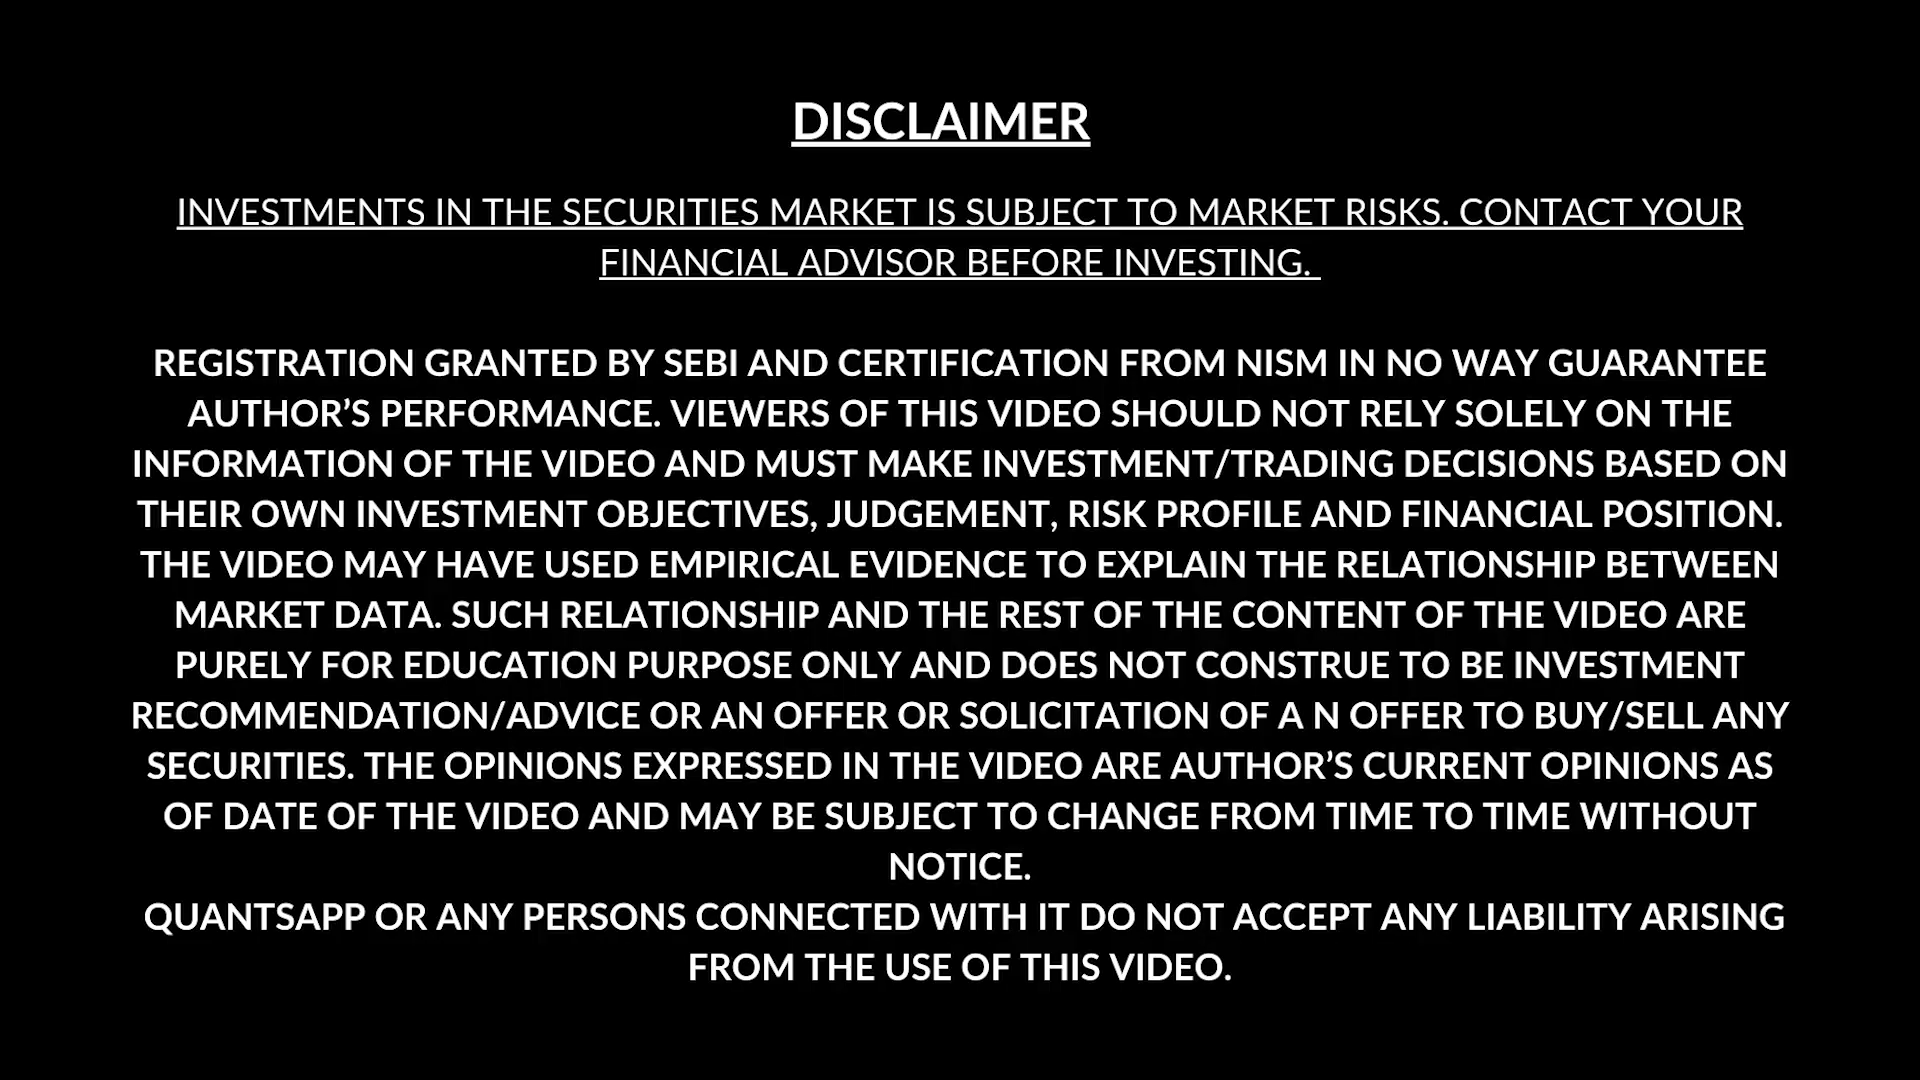 DISCLAIMER
INVESTMENTS IN THE SECURITIES MARKET IS SUBJECT TO MARKET RISKS. CONTACT YOUR
FINANCIAL ADVISOR BEFORE INVESTING.
REGISTRATION GRANTED BY SEBI AND CERTIFICATION FROM NISM IN NO WAY GUARANTEE
AUTHOR’S PERFORMANCE. VIEWERS OF THIS VIDEO SHOULD NOT RELY SOLELY ON THE
INFORMATION OF THE VIDEO AND MUST MAKE INVESTMENT/TRADING DECISIONS BASED ON
THEIR OWN INVESTMENT OBJECTIVES, JUDGEMENT, RISK PROFILE AND FINANCIAL POSITION.
THE VIDEO MAY HAVE USED EMPIRICAL EVIDENCE TO EXPLAIN THE RELATIONSHIP BETWEEN
MARKET DATA. SUCH RELATIONSHIP AND THE REST OF THE CONTENT OF THE VIDEO ARE
PURELY FOR EDUCATION PURPOSE ONLY AND DOES NOT CONSTRUE TO BE INVESTMENT
RECOMMENDATION/ADVICE OR AN OFFER OR SOLICITATION OF A N OFFER TO BUY/SELL ANY
SECURITIES. THE OPINIONS EXPRESSED IN THE VIDEO ARE AUTHOR’S CURRENT OPINIONS AS
OF DATE OF THE VIDEO AND MAY BE SUBJECT TO CHANGE FROM TIME TO TIME WITHOUT
NOTICE.
QUANTSAPP OR ANY PERSONS CONNECTED WITH IT DO NOT ACCEPT ANY LIABILITY ARISING
FROM THE USE OF THIS VIDEO.